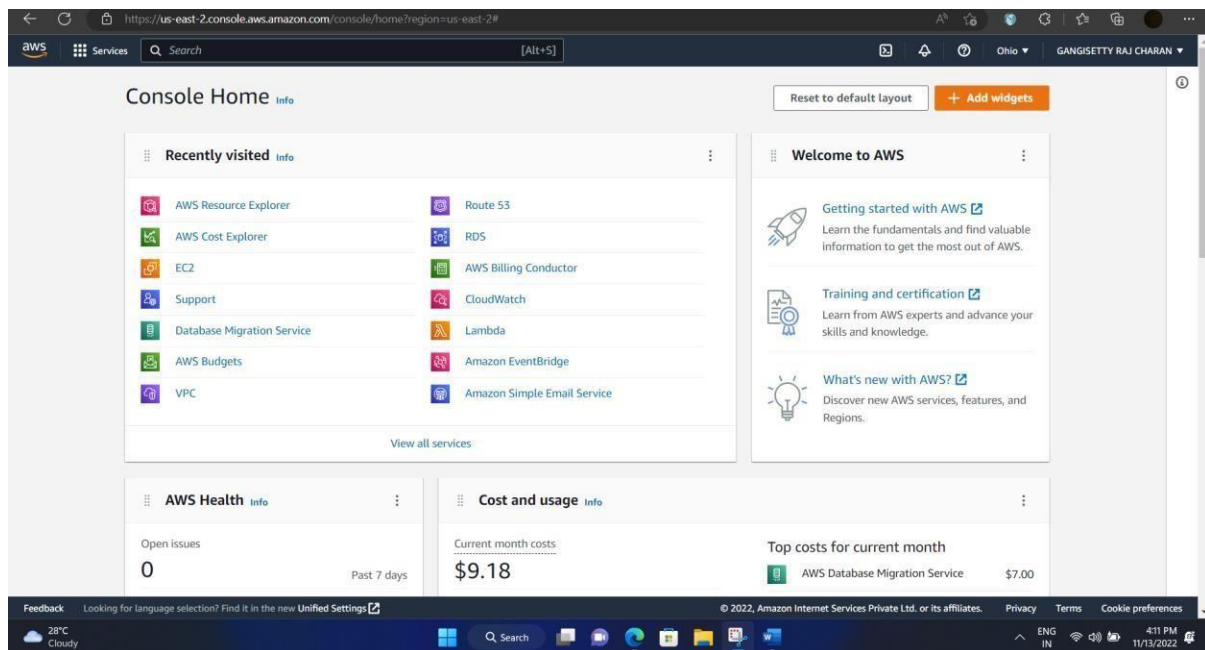 https://us-east-2.console.aws.amazon.com/console/home?region=us-east-2#
aws Services Search [Alt+S] Ohio GANGISETTY RAJ CHARAN
Console Home Info
Reset to default layout + Add widgets
Recently visited Info
AWS Resource Explorer
AWS Cost Explorer
EC2
Support
Database Migration Service
AWS Budgets
VPC
Route 53
RDS
AWS Billing Conductor
CloudWatch
Lambda
Amazon EventBridge
Amazon Simple Email Service
View all services
Welcome to AWS
Getting started with AWS
Learn the fundamentals and find valuable
information to get the most out of AWS.
Training and certification
Learn from AWS experts and advance your
skills and knowledge.
What's new with AWS?
Discover new AWS services, features, and
Regions.
AWS Health Info
Open issues
0 Past 7 days
Cost and usage Info
Current month costs
$9.18
Top costs for current month
AWS Database Migration Service $7.00
Feedback Looking for language selection? Find it in the new Unified Settings © 2022, Amazon Internet Services Private Ltd. or its affiliates. Privacy Terms Cookie preferences
28°C
Cloudy
Search
ENG
IN
4:11 PM
11/13/2022